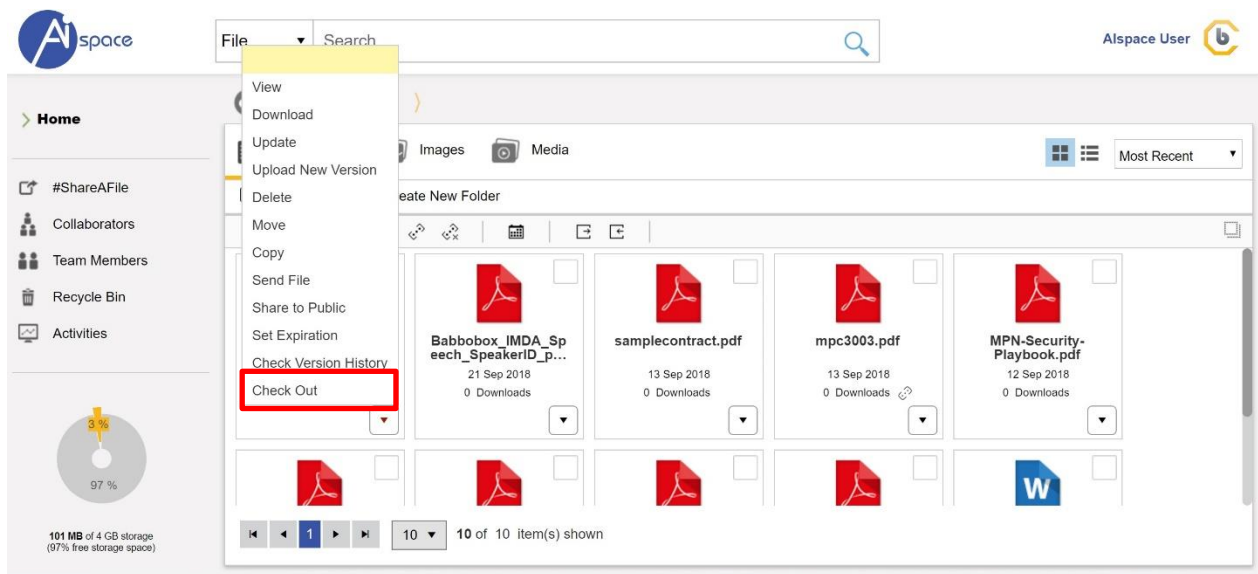 Ai space
File
Search
AIspace User
b
Home
#ShareAFile
Collaborators
Team Members
Recycle Bin
Activities
3 %
97 %
101 MB of 4 GB storage
(97% free storage space)
View
Download
Update
Upload New Version
Delete
Move
Copy
Send File
Share to Public
Set Expiration
Check Version History
Check Out
Images
Media
Most Recent
eate New Folder
Babbobox_IMDA_Sp
eech_SpeakerID_p...
21 Sep 2018
0 Downloads
samplecontract.pdf
13 Sep 2018
0 Downloads
mpc3003.pdf
13 Sep 2018
0 Downloads
MPN-Security-
Playbook.pdf
12 Sep 2018
0 Downloads
W
1
10
10 of 10 item(s) shown